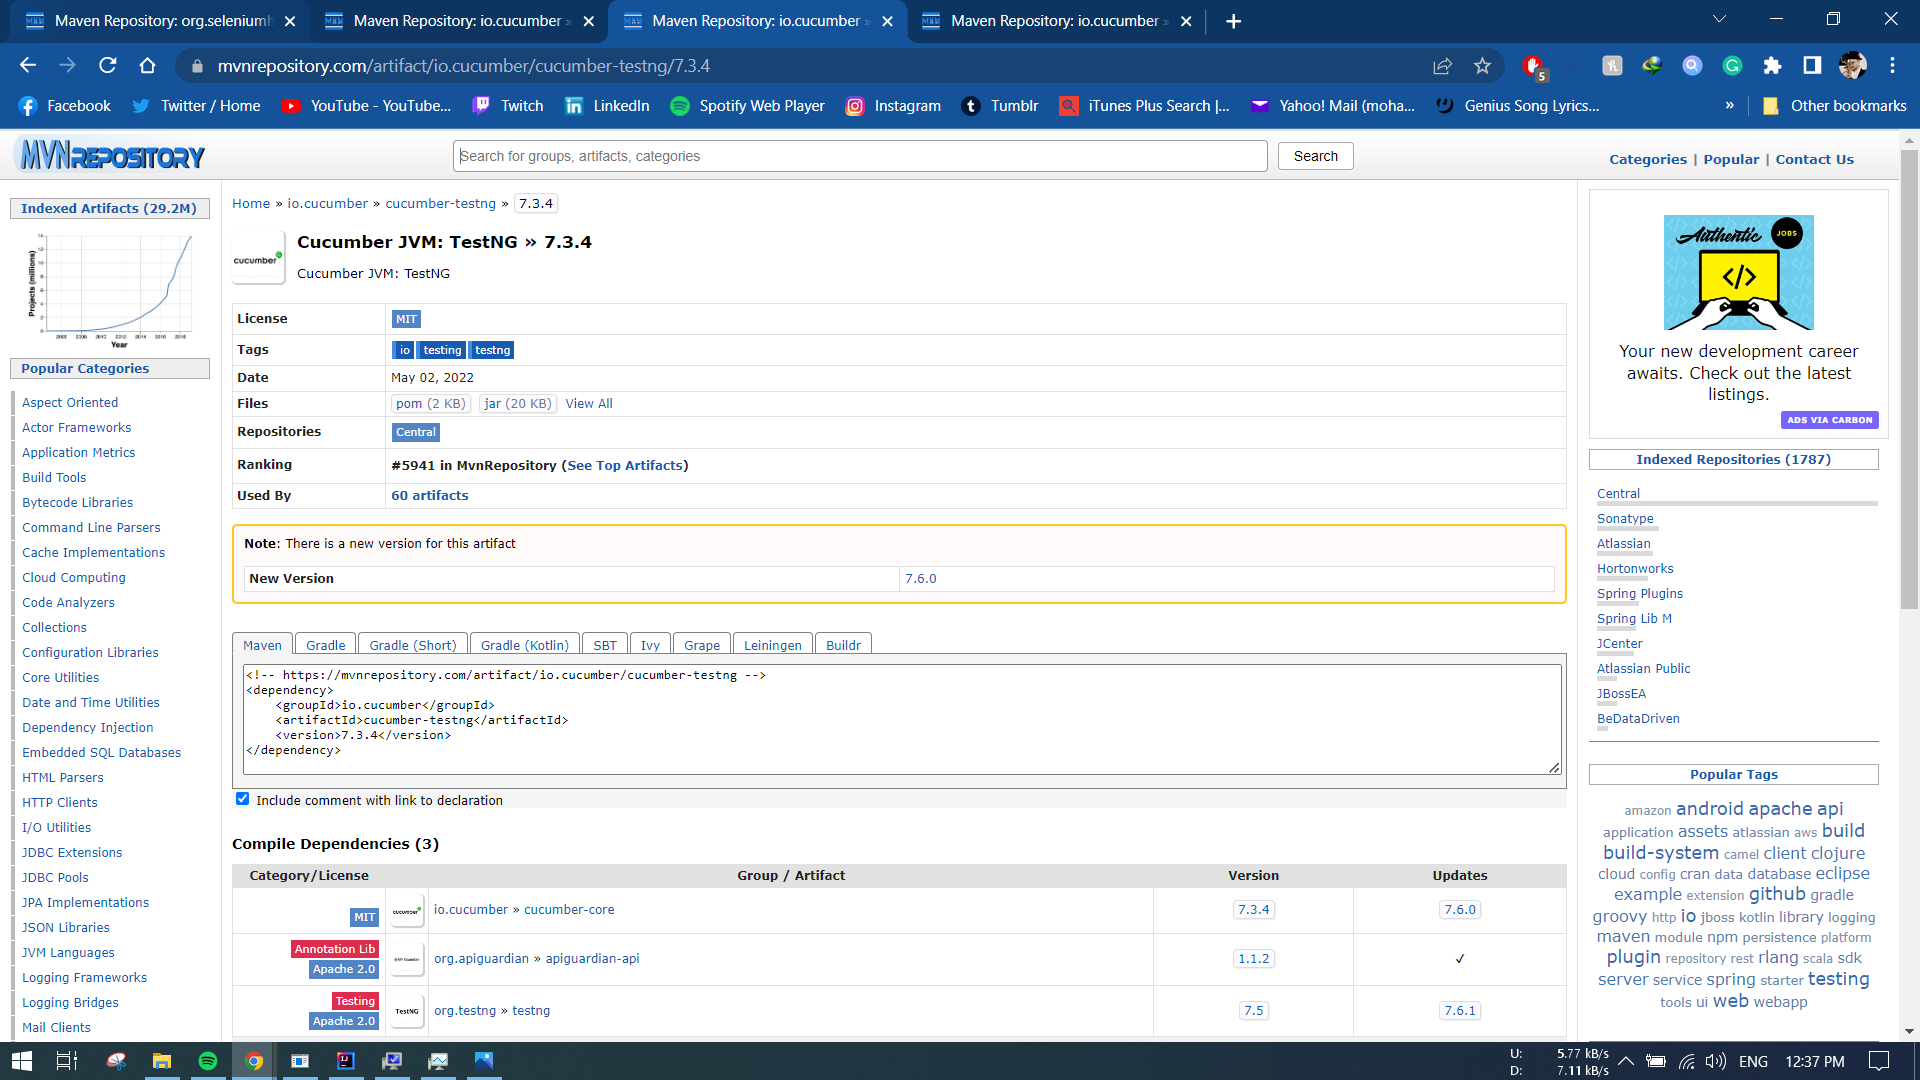 Maven Repository: org.seleniumh
Maven Repository: io.cucumber »
Maven Repository: io.cucumber »
Maven Repository: io.cucumber »
mvnrepository.com/artifact/io.cucumber/cucumber-testng/7.3.4
5
Facebook
Twitter / Home
YouTube - YouTube...
Twitch
LinkedIn
Spotify Web Player
Instagram
Tumblr
iTunes Plus Search |...
Yahoo! Mail (moha...
Genius Song Lyrics...
»
Other bookmarks
MVNREPOSITORY
Search for groups, artifacts, categories
Search
Categories | Popular | Contact Us
Indexed Artifacts (29.2M)
Projects (millions)
Year
Popular Categories
Aspect Oriented
Actor Frameworks
Application Metrics
Build Tools
Bytecode Libraries
Command Line Parsers
Cache Implementations
Cloud Computing
Code Analyzers
Collections
Configuration Libraries
Core Utilities
Date and Time Utilities
Dependency Injection
Embedded SQL Databases
HTML Parsers
HTTP Clients
I/O Utilities
JDBC Extensions
JDBC Pools
JPA Implementations
JSON Libraries
JVM Languages
Logging Frameworks
Logging Bridges
Mail Clients
Home » io.cucumber » cucumber-testng » 7.3.4
cucumber
Cucumber JVM: TestNG » 7.3.4
Cucumber JVM: TestNG
License MIT
Tags io testing testng
Date May 02, 2022
Files pom (2 KB) jar (20 KB) View All
Repositories Central
Ranking #5941 in MvnRepository (See Top Artifacts)
Used By 60 artifacts
Note: There is a new version for this artifact
New Version 7.6.0
Maven Gradle Gradle (Short) Gradle (Kotlin) SBT Ivy Grape Leiningen Buildr
<!-- https://mvnrepository.com/artifact/io.cucumber/cucumber-testng -->
<dependency>
    <groupId>io.cucumber</groupId>
    <artifactId>cucumber-testng</artifactId>
    <version>7.3.4</version>
</dependency>
Include comment with link to declaration
Compile Dependencies (3)
Category/License Group / Artifact Version Updates
MIT cucumber io.cucumber » cucumber-core 7.3.4 7.6.0
Annotation Lib
Apache 2.0
org.apiguardian » apiguardian-api 1.1.2 ✓
Testing
Apache 2.0
TestNG org.testng » testng 7.5 7.6.1
Authentic JOBS
</>
Your new development career
awaits. Check out the latest
listings.
ADS VIA CARBON
Indexed Repositories (1787)
Central
Sonatype
Atlassian
Hortonworks
Spring Plugins
Spring Lib M
JCenter
Atlassian Public
JBossEA
BeDataDriven
Popular Tags
amazon android apache api
application assets atlassian aws build
build-system camel client clojure
cloud config cran data database eclipse
example extension github gradle
groovy http io jboss kotlin library logging
maven module npm persistence platform
plugin repository rest rlang scala sdk
server service spring starter testing
tools ui web webapp
U: 5.77 kB/s
D: 7.11 kB/s
ENG
12:37 PM